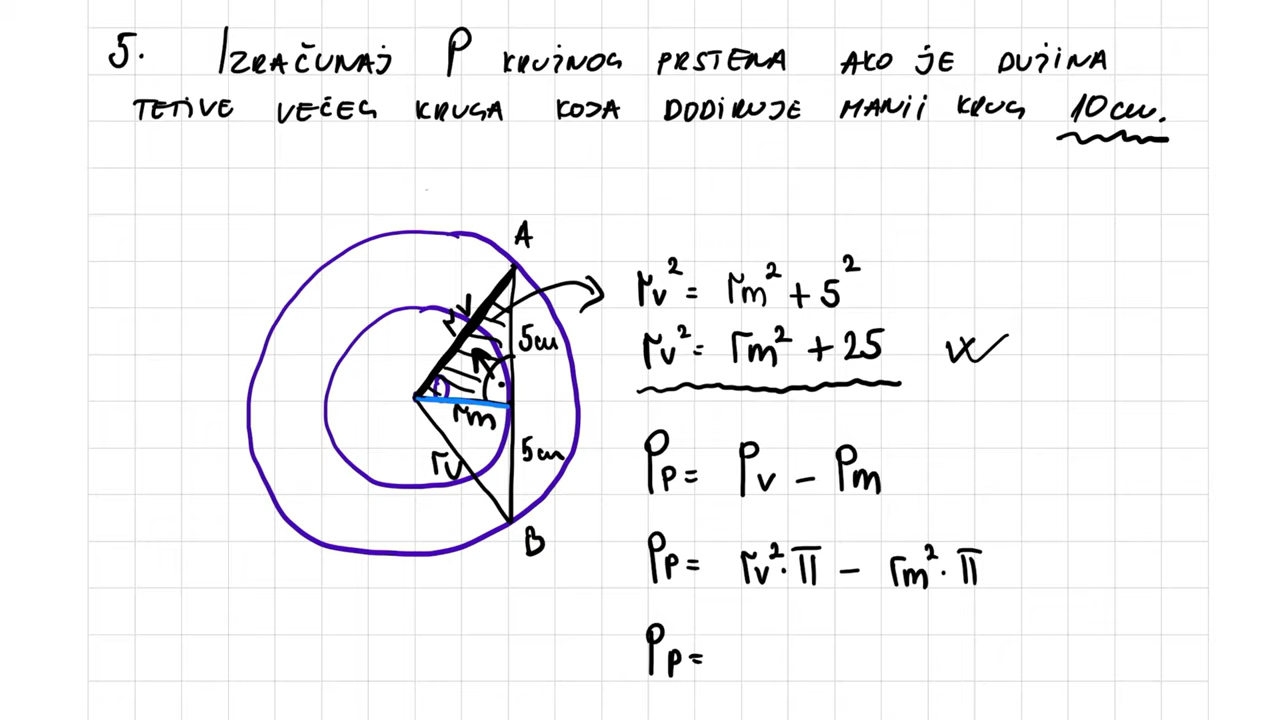 5. IZRAČUNAJ P KRUŽNOG PRSTENA AKO JE DUŽINA
TETIVE VEĆEG KRUGA KOJA DODIRUJE MANJI KRUG 10cm.
A
rv
5cm
rm
5cm
rv
B
rv² = rm² + 5²
rv² = rm² + 25
Pp = Pv - Pm
Pp = rv²·π - rm²·π
Pp =